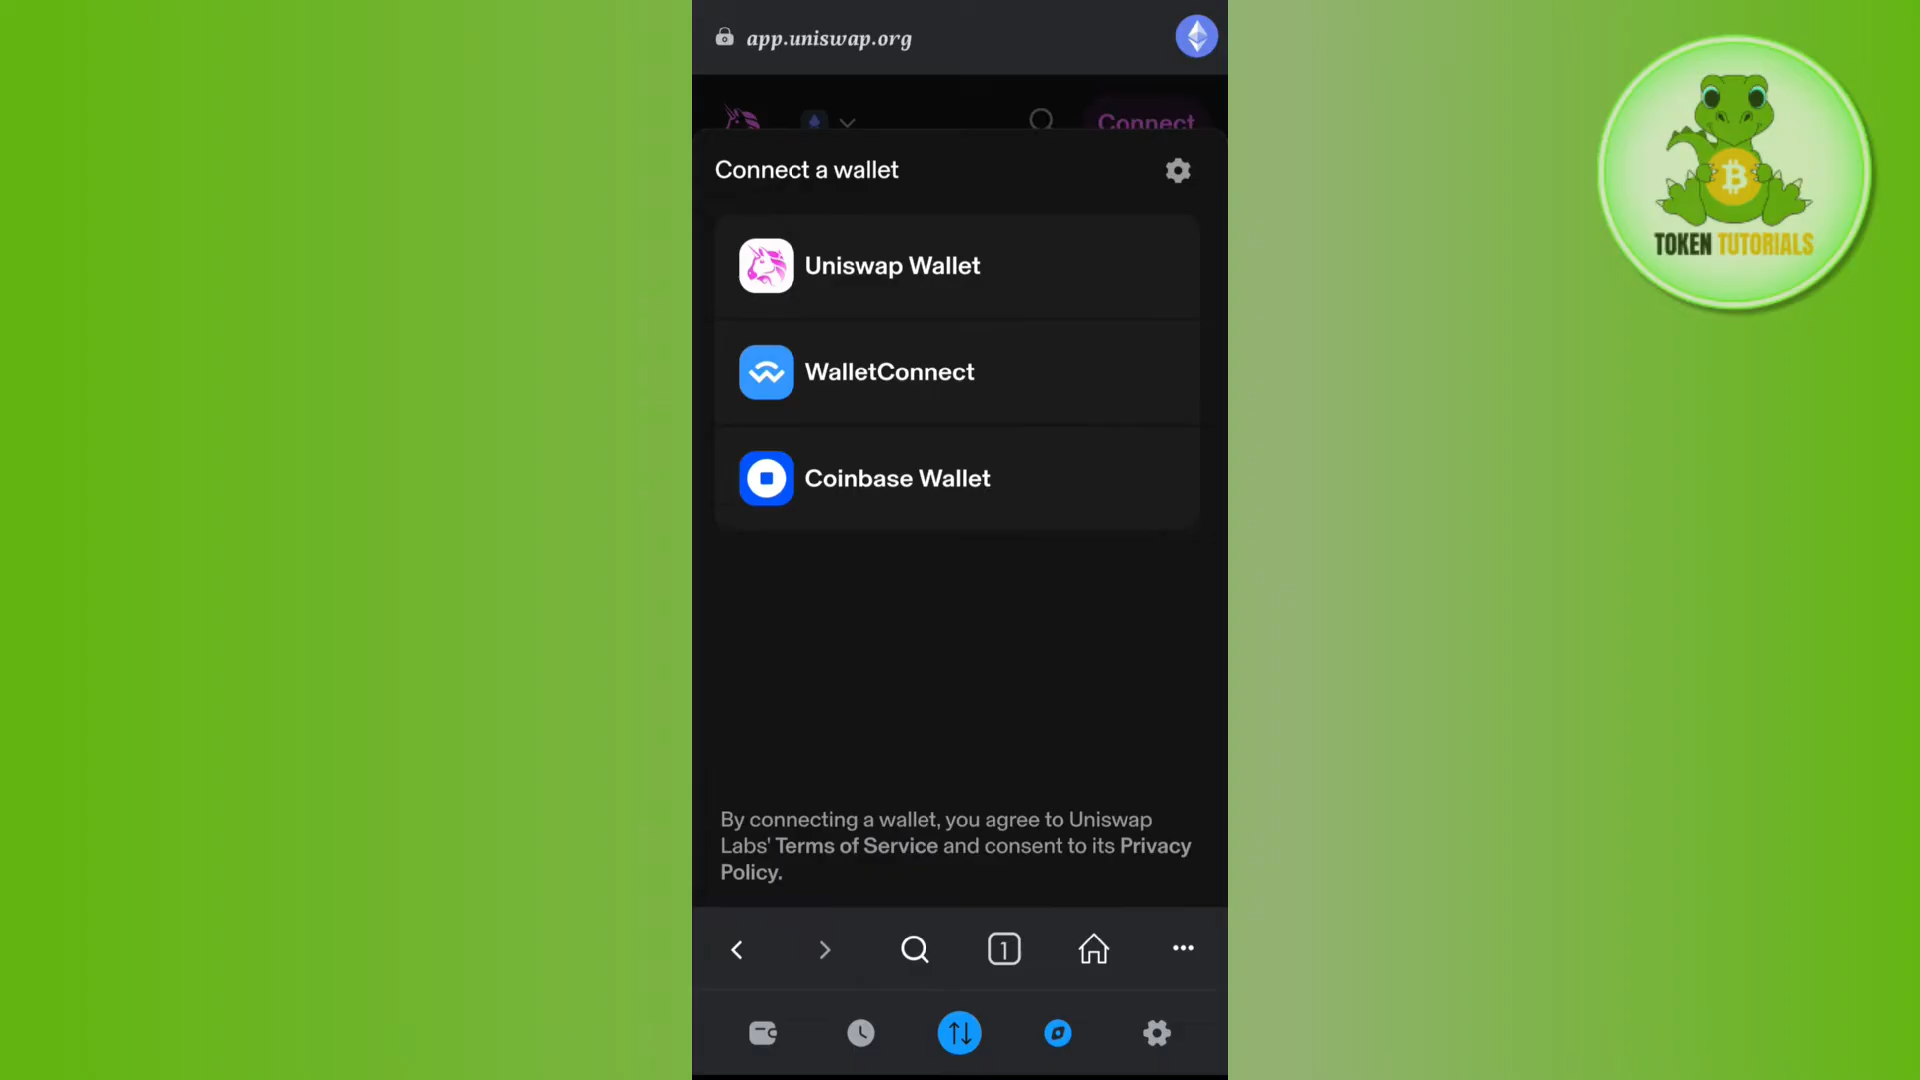 app.uniswap.org
Connect
Connect a wallet
Uniswap Wallet
WalletConnect
Coinbase Wallet
By connecting a wallet, you agree to Uniswap
Labs' Terms of Service and consent to its Privacy
Policy.
1
TOKEN TUTORIALS